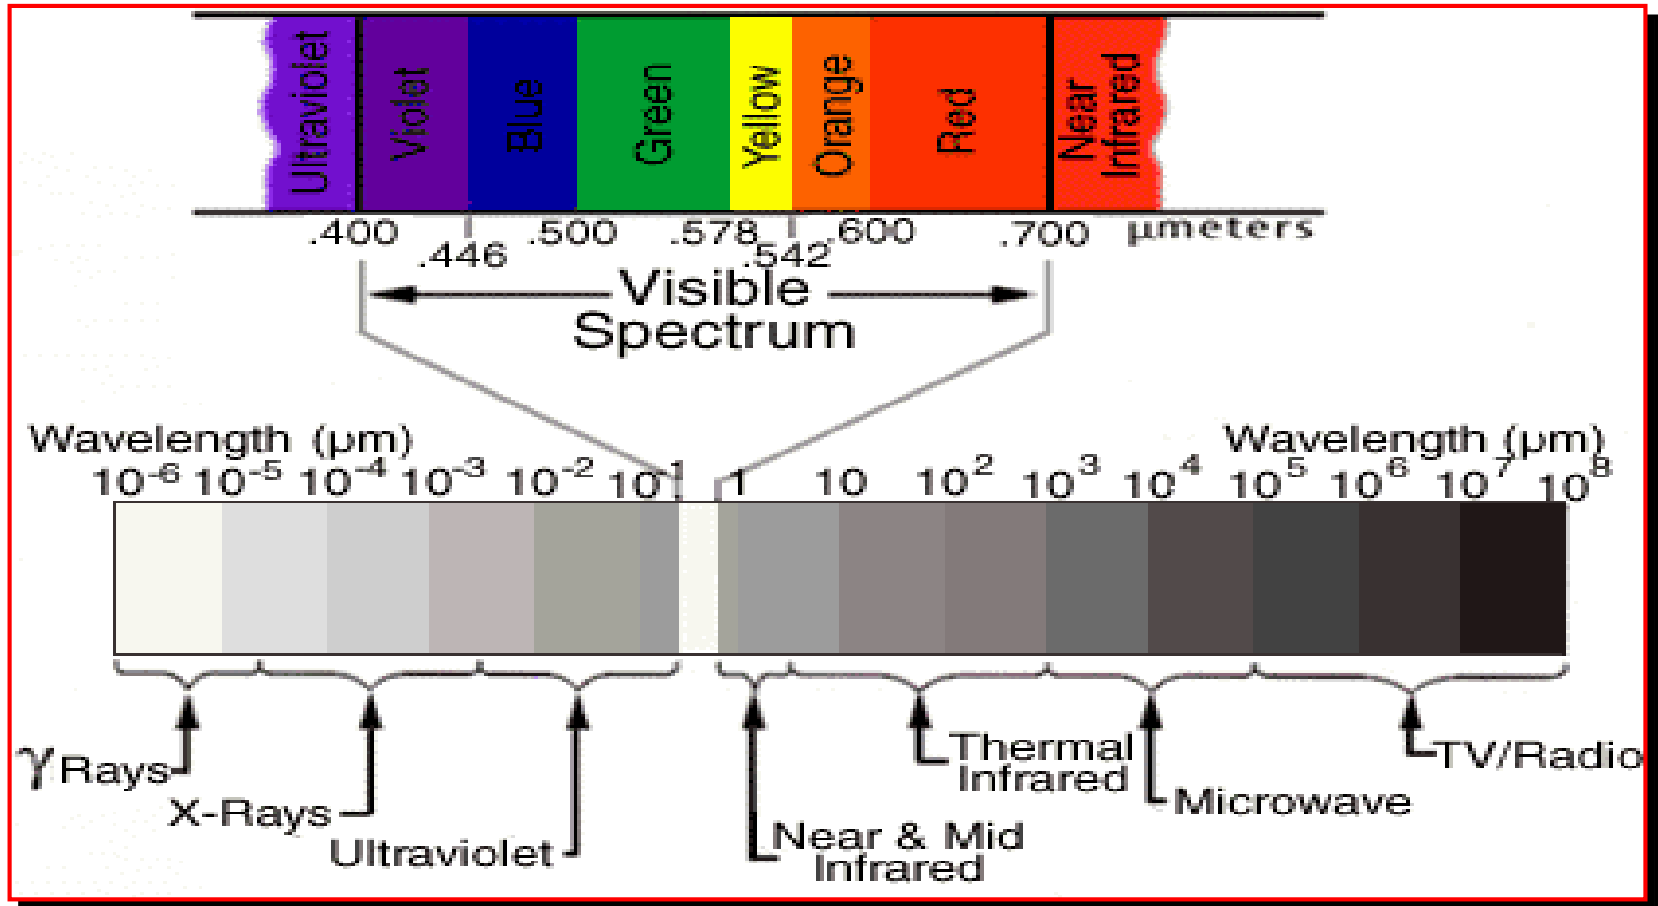 Ultraviolet
Violet
Blue
Green
Yellow
Orange
Red
Near
Infrared
.400 .500 .578 .600 .700 µmeters
.446 .542
Visible
Spectrum
Wavelength (µm) Wavelength (µm)
10-6 10-5 10-4 10-3 10-2 10-1 1 10 102 103 104 105 106 107 108
γ Rays
X-Rays
Ultraviolet
Near & Mid
Infrared
Thermal
Infrared
Microwave
TV/Radio